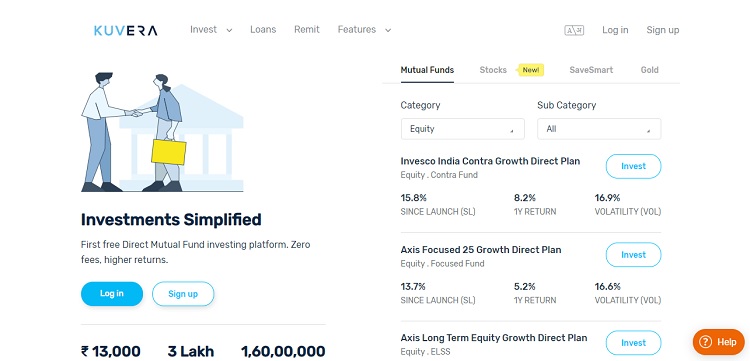 KUVERA
Invest
Loans
Remit
Features
A
Log in
Sign up
Investments Simplified
First free Direct Mutual Fund investing platform. Zero
fees, higher returns.
Log in
Sign up
₹ 13,000
3 Lakh
1,60,00,000
Mutual Funds
Stocks
New!
SaveSmart
Gold
Category
Sub Category
Equity
All
Invesco India Contra Growth Direct Plan
Invest
Equity . Contra Fund
15.8%
8.2%
16.9%
SINCE LAUNCH (SL)
1Y RETURN
VOLATILITY (VOL)
Axis Focused 25 Growth Direct Plan
Invest
Equity . Focused Fund
13.7%
5.2%
16.6%
SINCE LAUNCH (SL)
1Y RETURN
VOLATILITY (VOL)
Axis Long Term Equity Growth Direct Plan
Invest
Equity . ELSS
? Help